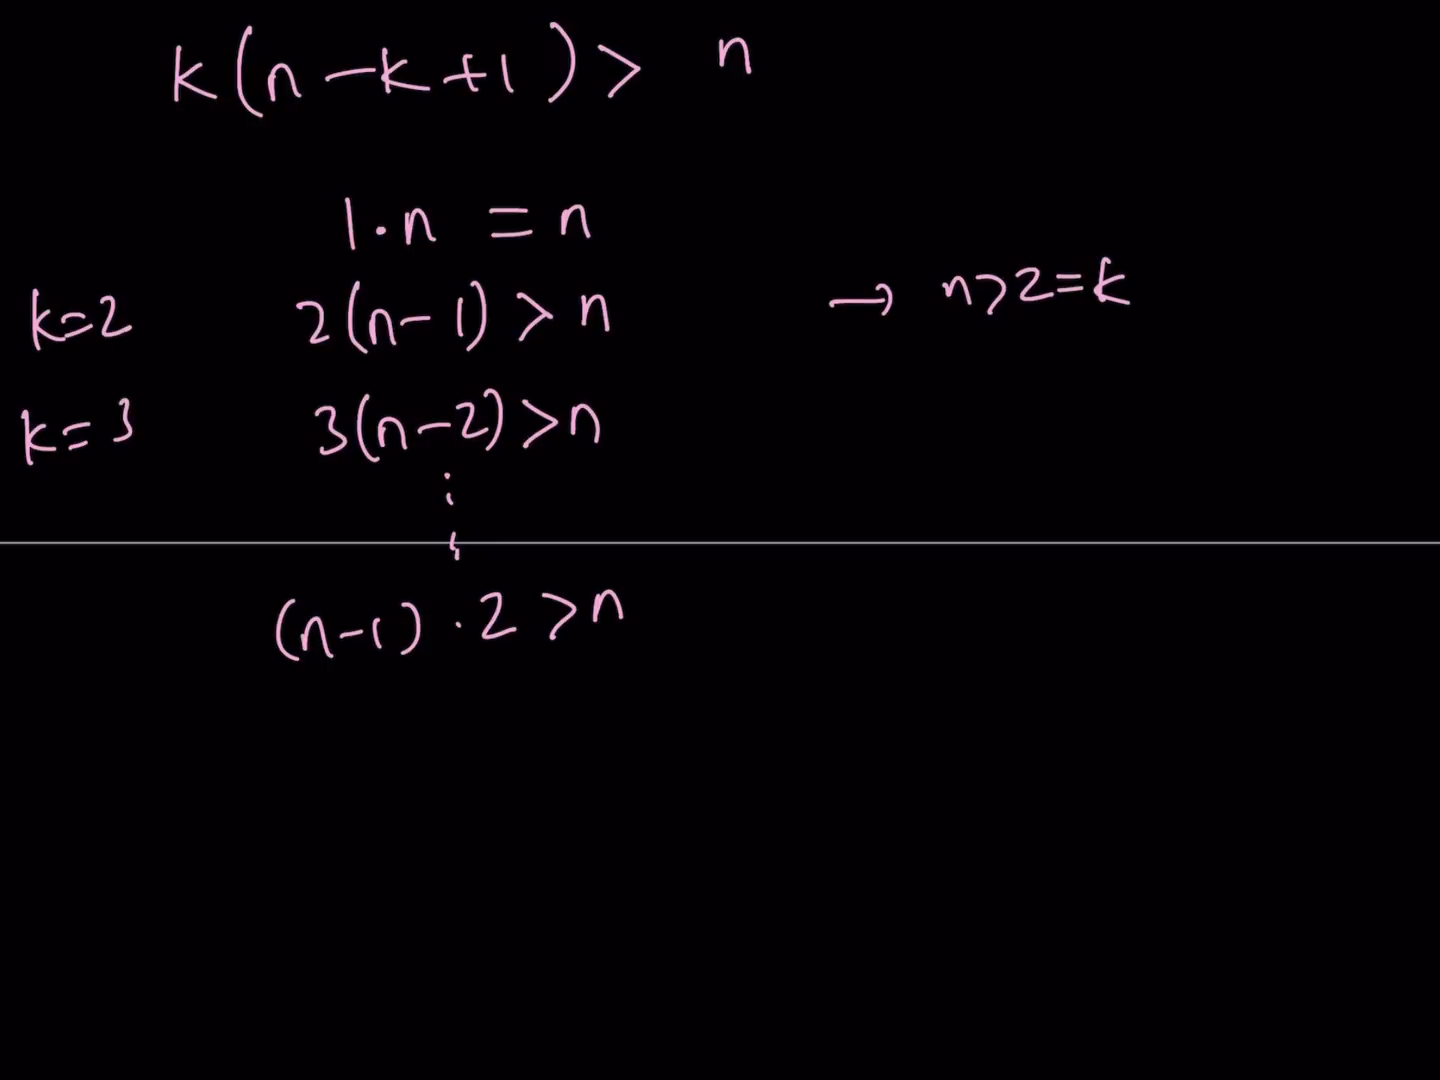 k(n-k+1) > n
1·n = n
k=2 2(n-1) > n → n>2=k
k=3 3(n-2) > n
⋮
(n-1)·2 > n